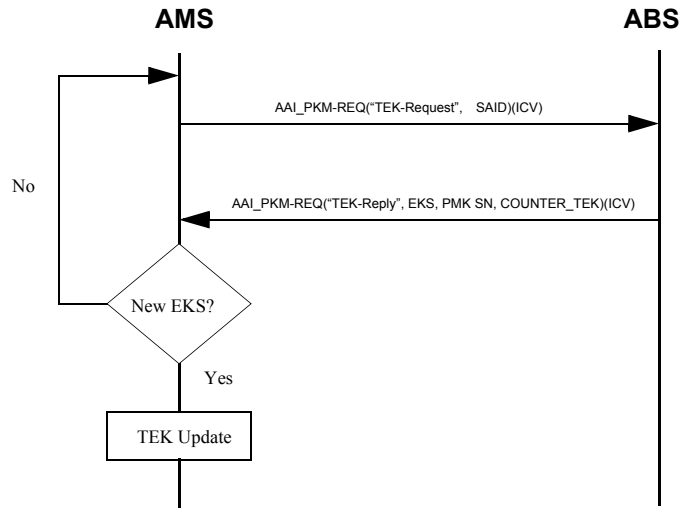 AMS
ABS
AAI_PKM-REQ(“TEK-Request”, SAID)(ICV)
No
AAI_PKM-REQ(“TEK-Reply”, EKS, PMK SN, COUNTER_TEK)(ICV)
New EKS?
Yes
TEK Update